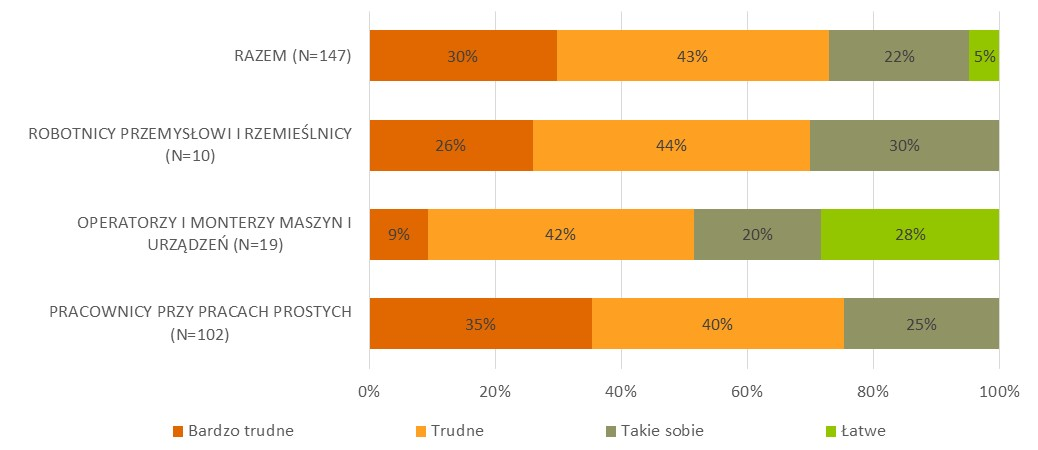 RAZEM (N=147)
30% 43% 22% 5%
ROBOTNICY PRZEMYSŁOWI I RZEMIEŚLNICY
(N=10)
26% 44% 30%
OPERATORZY I MONTERZY MASZYN I
URZĄDZEŃ (N=19)
9% 42% 20% 28%
PRACOWNICY PRZY PRACACH PROSTYCH
(N=102)
35% 40% 25%
0% 20% 40% 60% 80% 100%
Bardzo trudne Trudne Takie sobie Łatwe